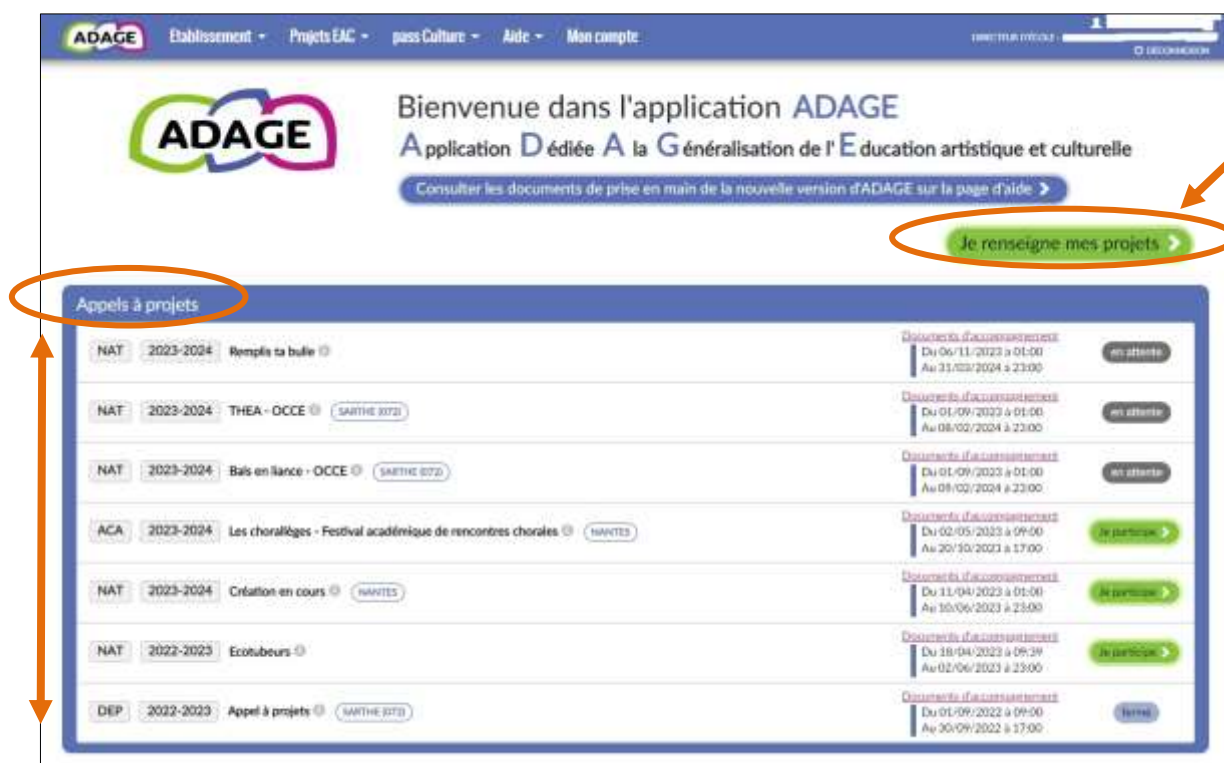 ADAGE Etablissement Projets EAC pass Culture Aide Mon compte
DIRECTEUR D'ÉCOLE -
DÉCONNEXION
ADAGE
Bienvenue dans l'application ADAGE
Application Dédiée A la Généralisation de l' Education artistique et culturelle
Consulter les documents de prise en main de la nouvelle version d'ADAGE sur la page d'aide
Je renseigne mes projets
Appels à projets
NAT 2023-2024 Remplis ta bulle
Documents d'accompagnement
Du 06/11/2023 à 01:00
Au 31/03/2024 à 23:00
en attente
NAT 2023-2024 THEA - OCCE SARTHE (072)
Documents d'accompagnement
Du 01/09/2023 à 01:00
Au 08/02/2024 à 23:00
en attente
NAT 2023-2024 Bals en liance - OCCE SARTHE (072)
Documents d'accompagnement
Du 01/09/2023 à 01:00
en attente
ACA 2023-2024 Les chorallèges - Festival académique de rencontres chorales NANTES
Documents d'accompagnement
Du 02/05/2023 à 09:00
Au 20/10/2023 à 17:00
Je participe
NAT 2023-2024 Création en cours NANTES
Documents d'accompagnement
Du 11/04/2023 à 01:00
Au 10/06/2023 à 23:00
Je participe
NAT 2022-2023 Ecotubeurs
Documents d'accompagnement
Du 18/04/2023 à 09:39
Au 02/06/2023 à 23:00
Je participe
DEP 2022-2023 Appel à projets SARTHE (072)
Documents d'accompagnement
Du 01/09/2022 à 09:00
Au 30/09/2022 à 17:00
fermé